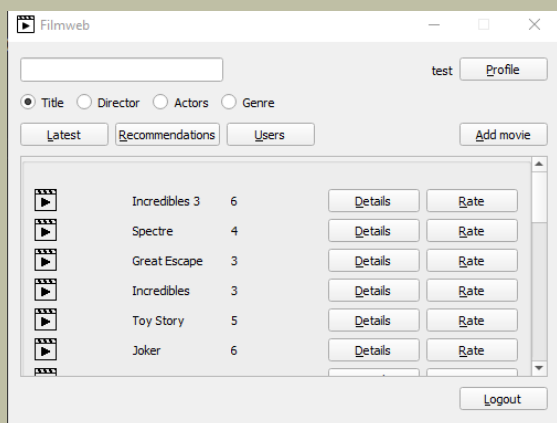 Filmweb
test Profile
Title Director Actors Genre
Latest Recommendations Users Add movie
Incredibles 3 6 Details Rate
Spectre 4 Details Rate
Great Escape 3 Details Rate
Incredibles 3 Details Rate
Toy Story 5 Details Rate
Joker 6 Details Rate
Logout